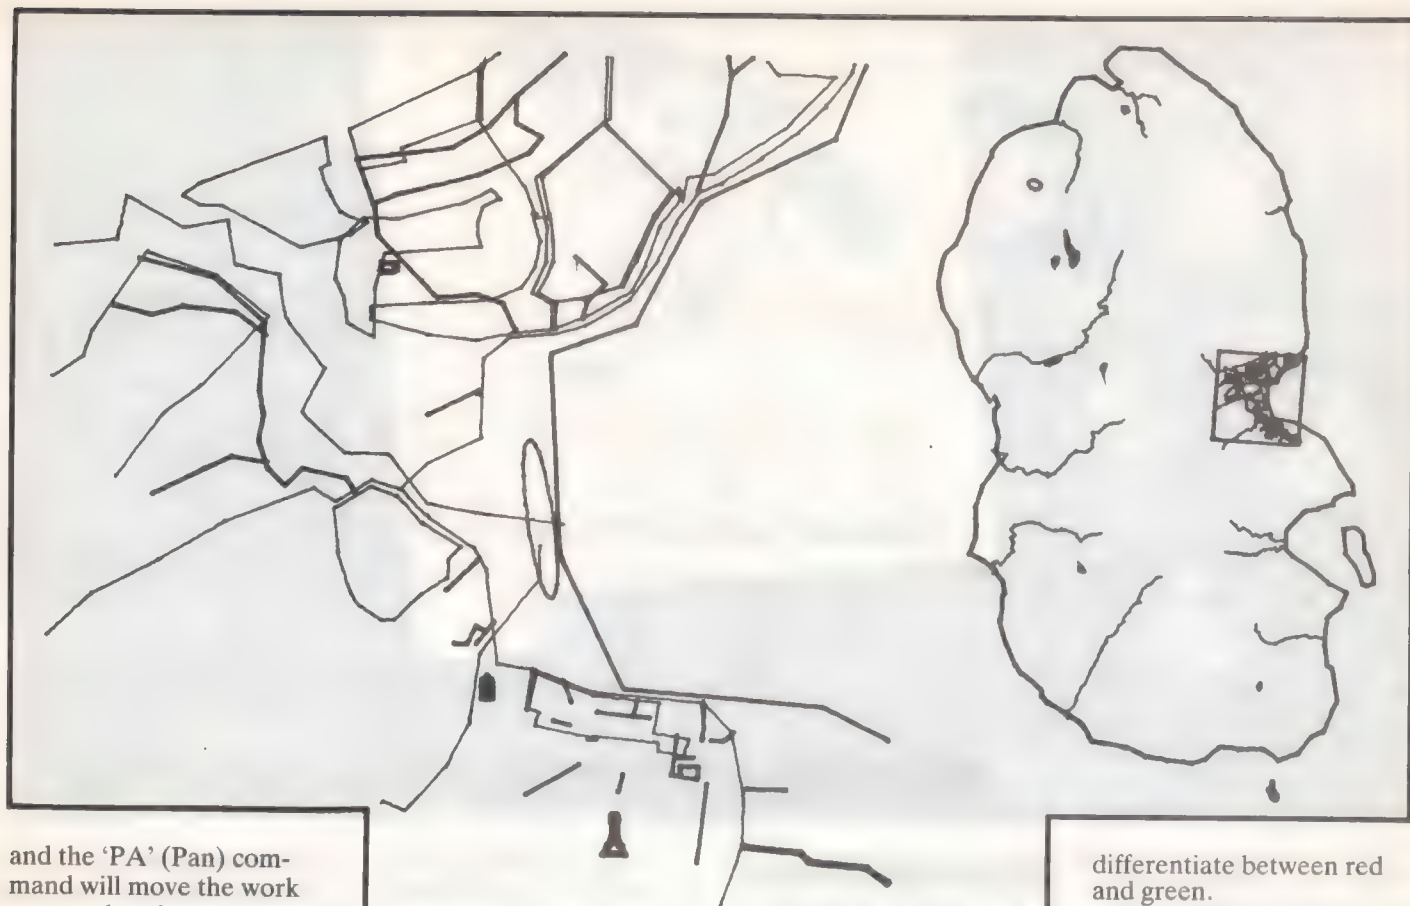 and the ‘PA’ (Pan) com-
mand will move the work
differentiate between red
and green.